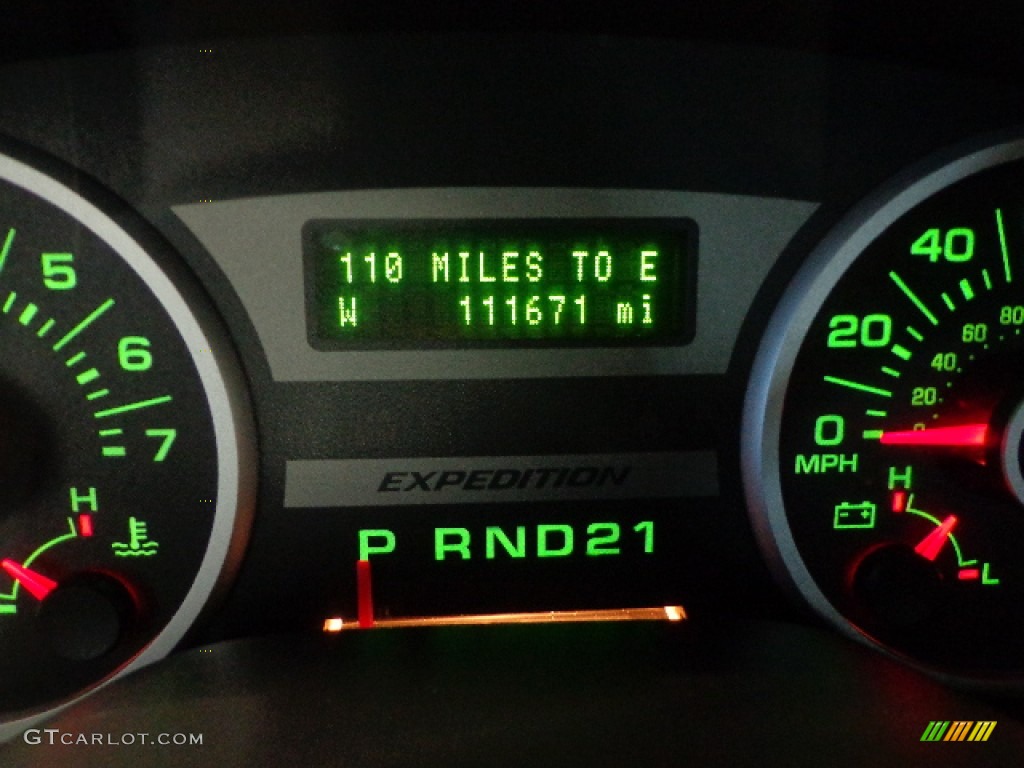 110 MILES TO E
W 111671 mi
EXPEDITION
P RND21
5
6
7
H
40
20
0
MPH
80
60
40
20
0
H
L
GTCARLOT.COM